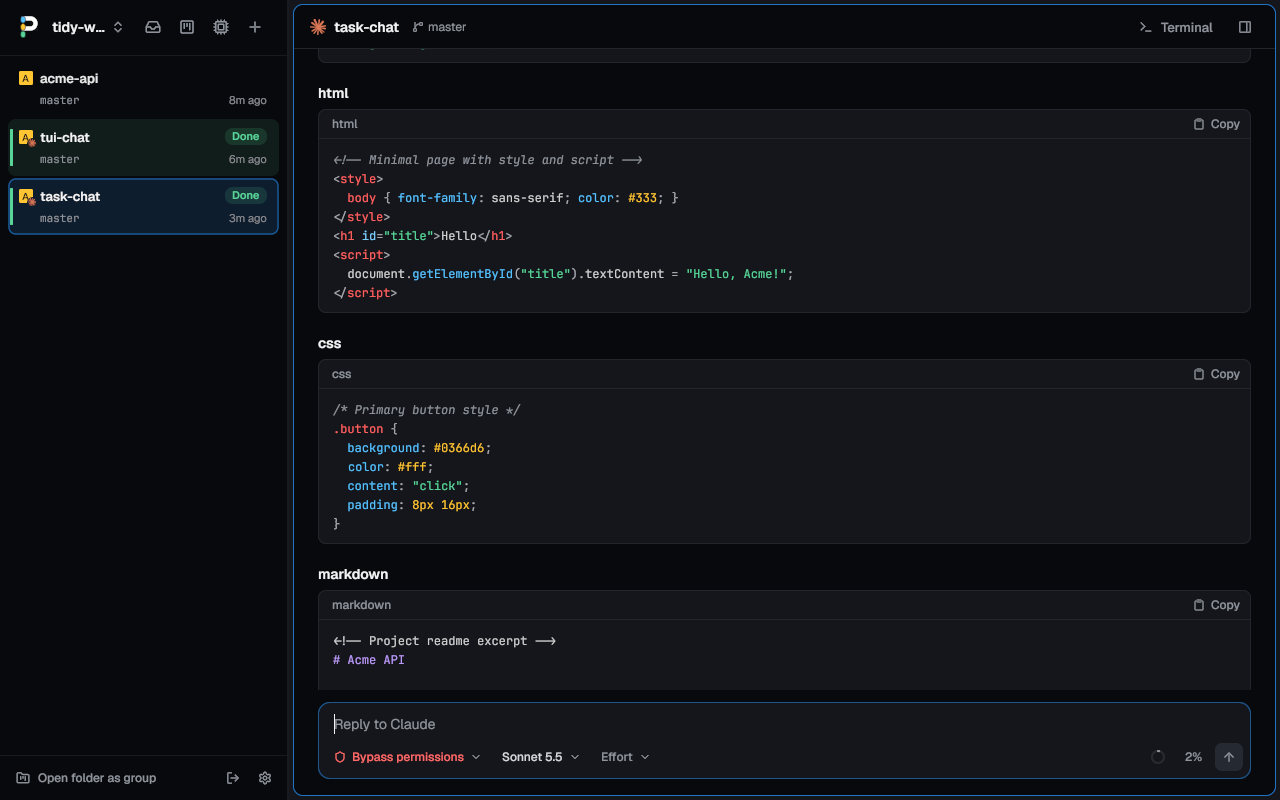 tidy-w...
A acme-api
master 8m ago
A tui-chat Done
master 6m ago
A task-chat Done
master 3m ago
Open folder as group
task-chat master
Terminal
html
html Copy
<!-- Minimal page with style and script -->
<style>
body { font-family: sans-serif; color: #333; }
</style>
<h1 id="title">Hello</h1>
<script>
document.getElementById("title").textContent = "Hello, Acme!";
</script>
css
css Copy
/* Primary button style */
.button {
background: #0366d6;
color: #fff;
content: "click";
padding: 8px 16px;
}
markdown
markdown Copy
<!-- Project readme excerpt -->
# Acme API
Reply to Claude
Bypass permissions Sonnet 5.5 Effort 2%